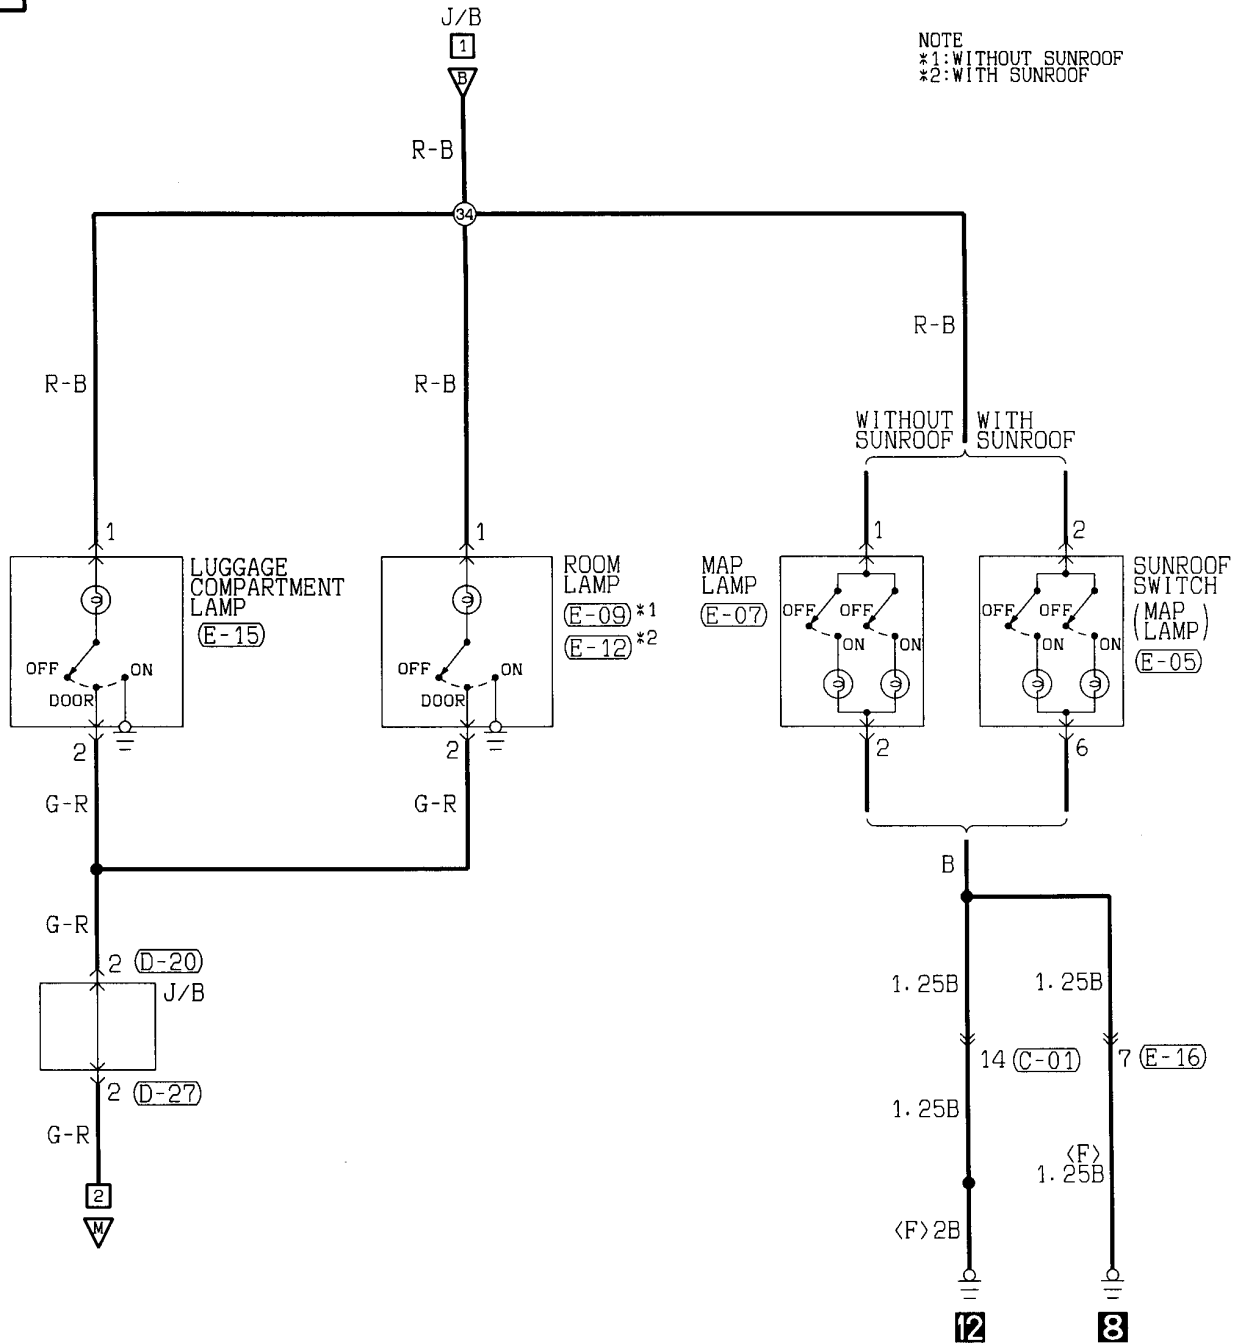 J/B
1
B
NOTE
*1:WITHOUT SUNROOF
*2:WITH SUNROOF
R-B
34
R-B
R-B
R-B
WITHOUT SUNROOF
WITH SUNROOF
1
1
1
2
LUGGAGE
COMPARTMENT
LAMP
E-15
OFF
ON
DOOR
2
ROOM
LAMP
E-09 *1
E-12 *2
OFF
ON
DOOR
2
MAP
LAMP
E-07
OFF
OFF
ON
ON
2
SUNROOF
SWITCH
(MAP
LAMP)
E-05
OFF
OFF
ON
ON
6
G-R
G-R
B
G-R
2 D-20
J/B
2 D-27
G-R
2
M
1.25B
1.25B
14 C-01
7 E-16
1.25B
<F>
1.25B
<F>2B
12
8